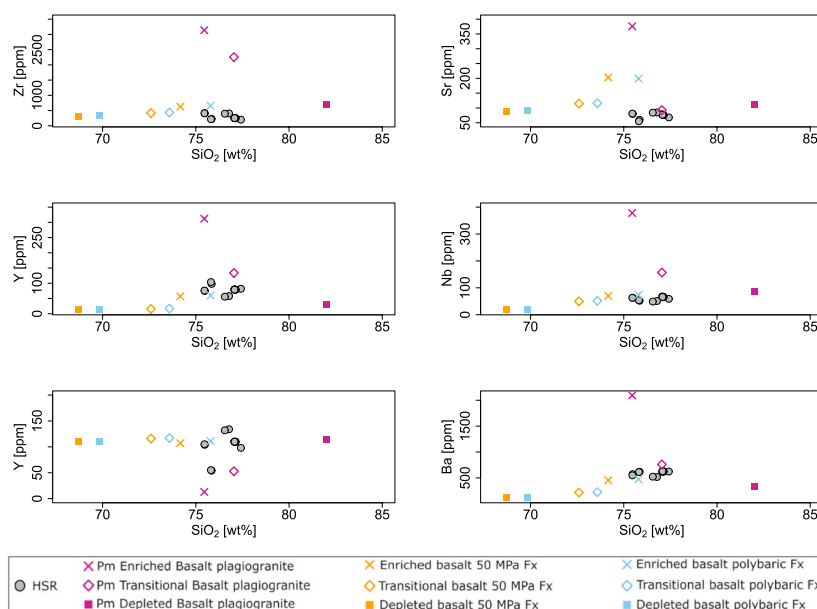 Zr [ppm]
2500
1000
0
70
75
80
85
SiO2 [wt%]
Sr [ppm]
350
200
50
70
75
80
85
SiO2 [wt%]
Y [ppm]
250
100
0
70
75
80
85
SiO2 [wt%]
Nb [ppm]
300
100
0
70
75
80
85
SiO2 [wt%]
Y [ppm]
150
50
0
70
75
80
85
SiO2 [wt%]
Ba [ppm]
1500
500
70
75
80
85
SiO2 [wt%]
HSR
Pm Enriched Basalt plagiogranite
Pm Transitional Basalt plagiogranite
Pm Depleted Basalt plagiogranite
Enriched basalt 50 MPa Fx
Transitional basalt 50 MPa Fx
Depleted basalt 50 MPa Fx
Enriched basalt polybaric Fx
Transitional basalt polybaric Fx
Depleted basalt polybaric Fx